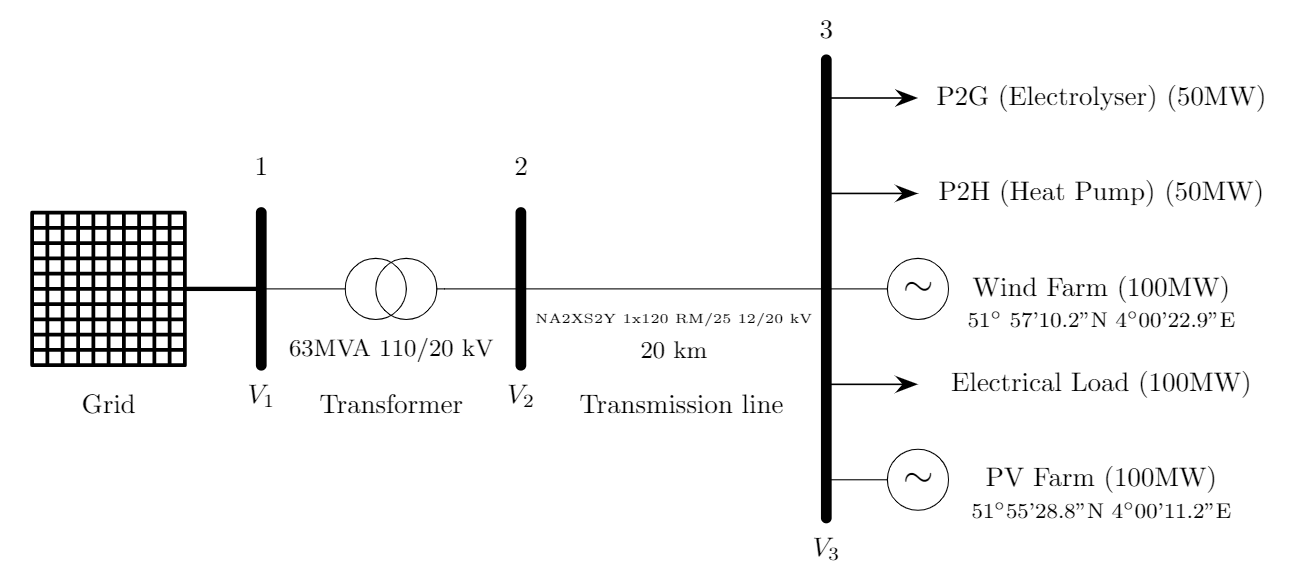 3
P2G (Electrolyser) (50MW)
1
2
P2H (Heat Pump) (50MW)
~ Wind Farm (100MW)
51° 57'10.2"N 4°00'22.9"E
NA2XS2Y 1x120 RM/25 12/20 kV
63MVA 110/20 kV
20 km
Electrical Load (100MW)
V1
V2
Grid
Transformer
Transmission line
~ PV Farm (100MW)
51°55'28.8"N 4°00'11.2"E
V3